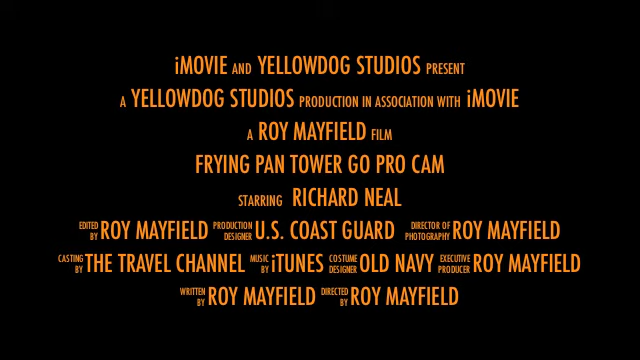 iMOVIE AND YELLOWDOG STUDIOS PRESENT
A YELLOWDOG STUDIOS PRODUCTION IN ASSOCIATION WITH iMOVIE
A ROY MAYFIELD FILM
FRYING PAN TOWER GO PRO CAM
STARRING RICHARD NEAL
EDITED BY ROY MAYFIELD PRODUCTION DESIGNER U.S. COAST GUARD DIRECTOR OF PHOTOGRAPHY ROY MAYFIELD
CASTING BY THE TRAVEL CHANNEL MUSIC BY iTUNES COSTUME DESIGNER OLD NAVY EXECUTIVE PRODUCER ROY MAYFIELD
WRITTEN BY ROY MAYFIELD DIRECTED BY ROY MAYFIELD